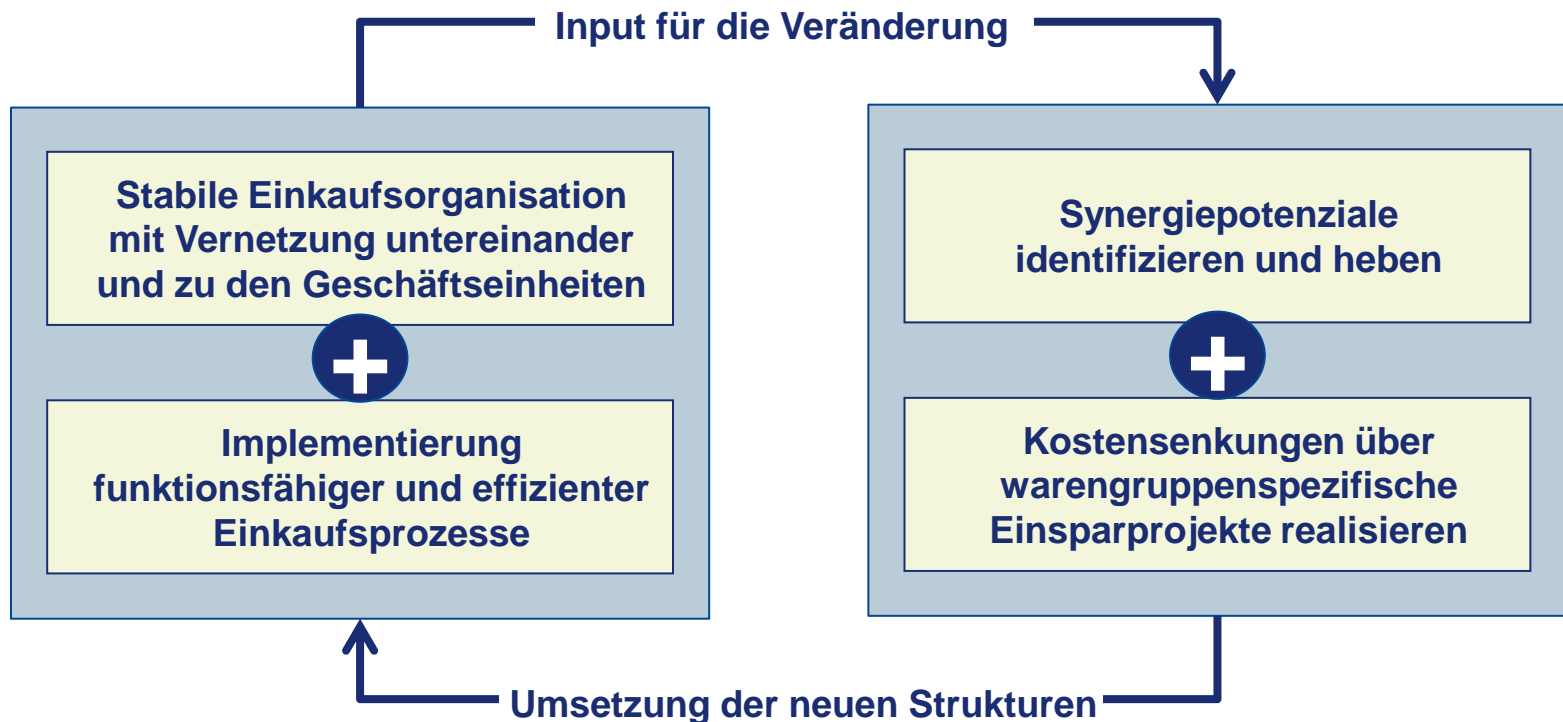 Input für die Veränderung
Stabile Einkaufsorganisation
mit Vernetzung untereinander
und zu den Geschäftseinheiten
+
Implementierung
funktionsfähiger und effizienter
Einkaufsprozesse
Synergiepotenziale
identifizieren und heben
+
Kostensenkungen über
warengruppenspezifische
Einsparprojekte realisieren
Umsetzung der neuen Strukturen